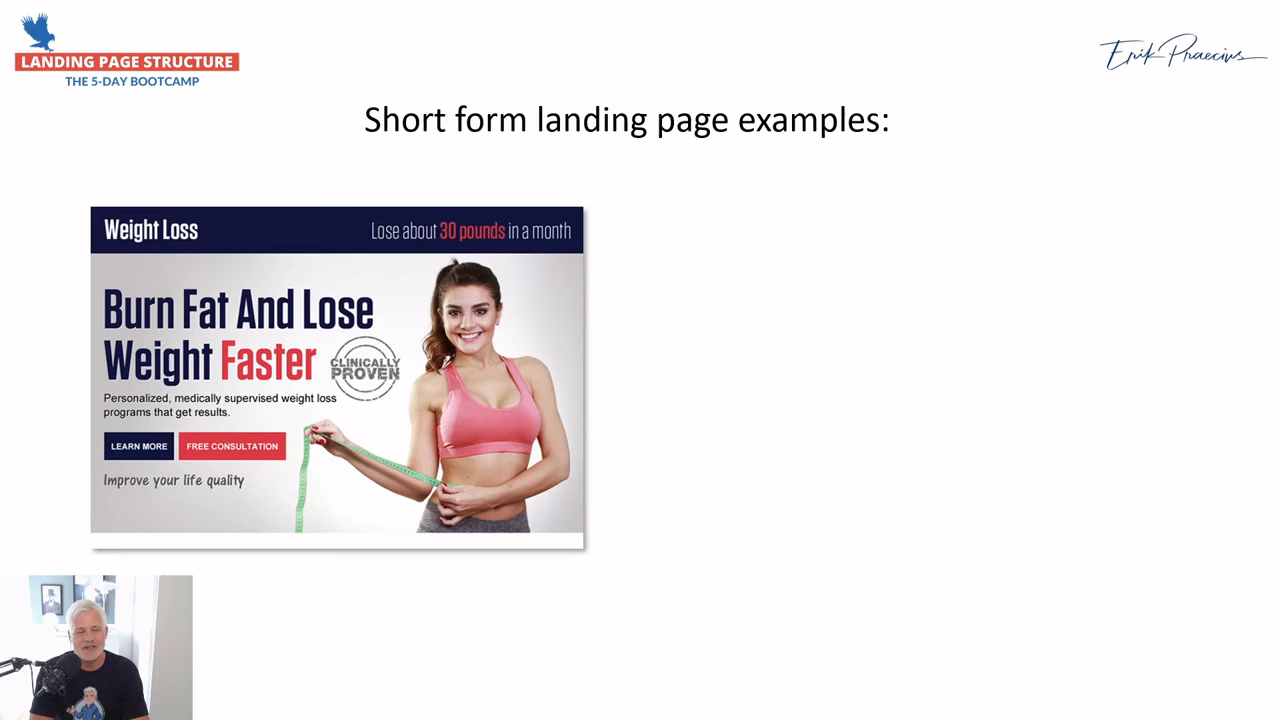 LANDING PAGE STRUCTURE
THE 5-DAY BOOTCAMP
Erik Praecius
Short form landing page examples:
Weight Loss
Lose about 30 pounds in a month
Burn Fat And Lose
Weight Faster
CLINICALLY
PROVEN
Personalized, medically supervised weight loss
programs that get results.
LEARN MORE
FREE CONSULTATION
Improve your life quality